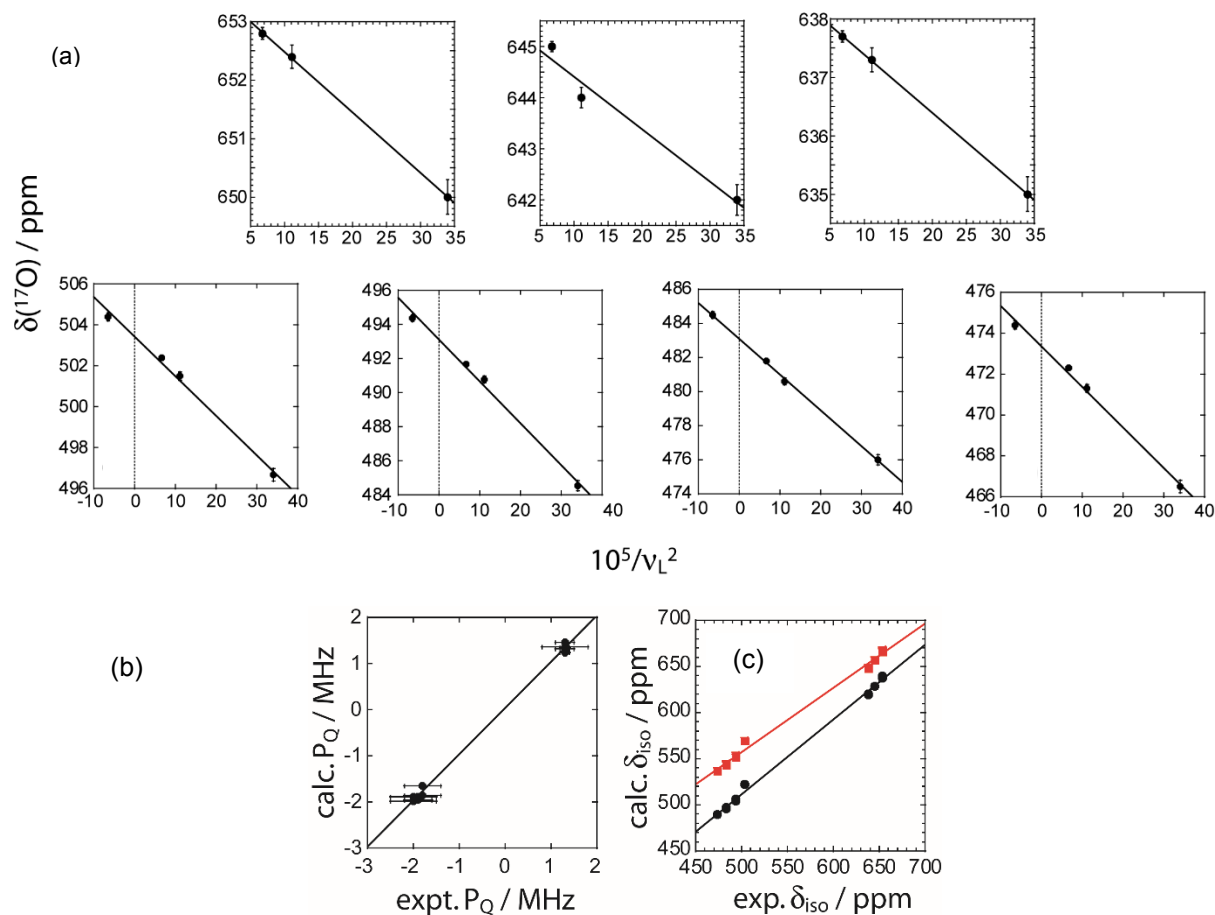 (a)
653
652
651
650
5 10 15 20 25 30 35
645
644
643
642
5 10 15 20 25 30 35
638
637
636
635
5 10 15 20 25 30 35
δ(¹⁷O) / ppm
506
504
502
500
498
496
-10 0 10 20 30 40
496
494
492
490
488
486
484
-10 0 10 20 30 40
486
484
482
480
478
476
474
-10 0 10 20 30 40
476
474
472
470
468
466
-10 0 10 20 30 40
10⁵/ν_L²
(b)
calc. P_Q / MHz
2
1
0
-1
-2
-3
-3 -2 -1 0 1 2
expt. P_Q / MHz
(c)
calc. δ_iso / ppm
700
650
600
550
500
450
450 500 550 600 650 700
exp. δ_iso / ppm